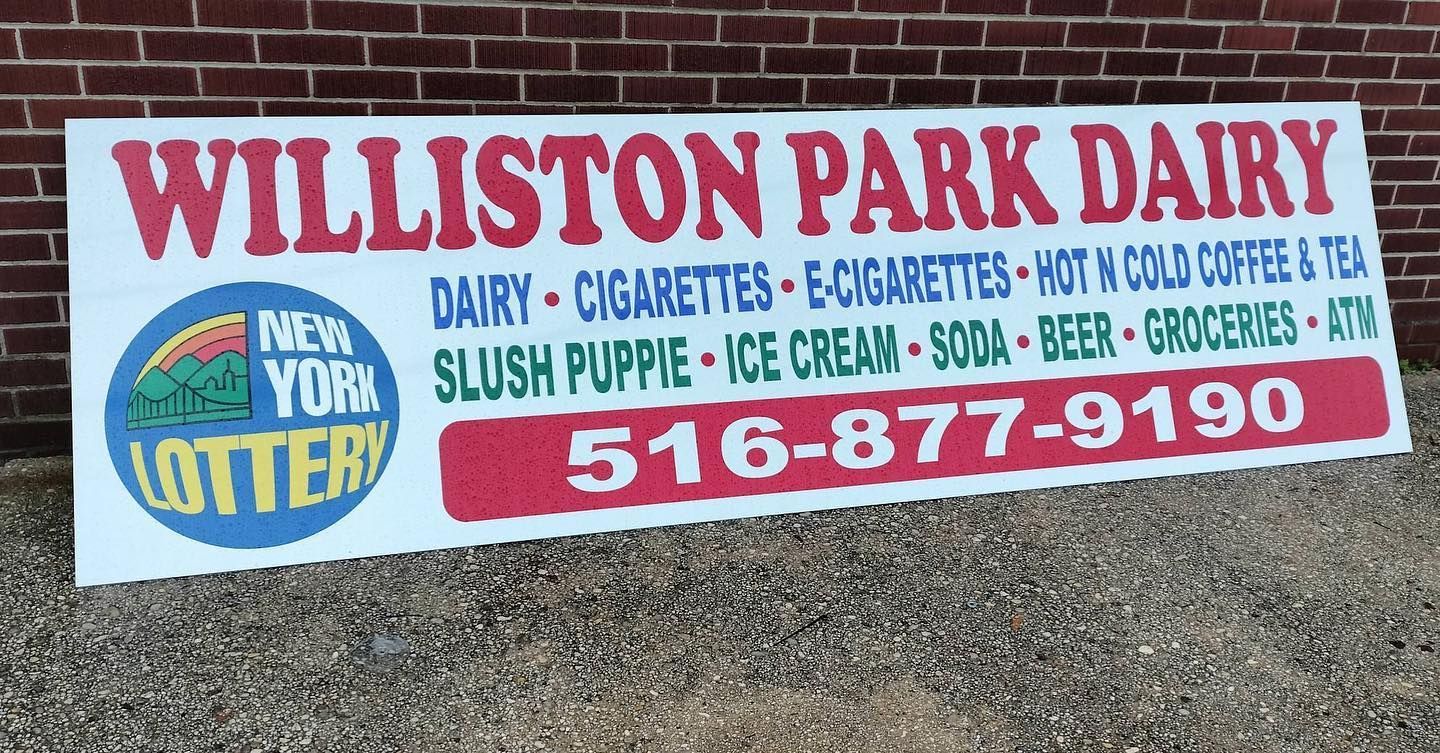 WILLISTON PARK DAIRY
DAIRY • CIGARETTES • E-CIGARETTES • HOT N COLD COFFEE & TEA
SLUSH PUPPIE • ICE CREAM • SODA • BEER • GROCERIES • ATM
516-877-9190
NEW
YORK
LOTTERY